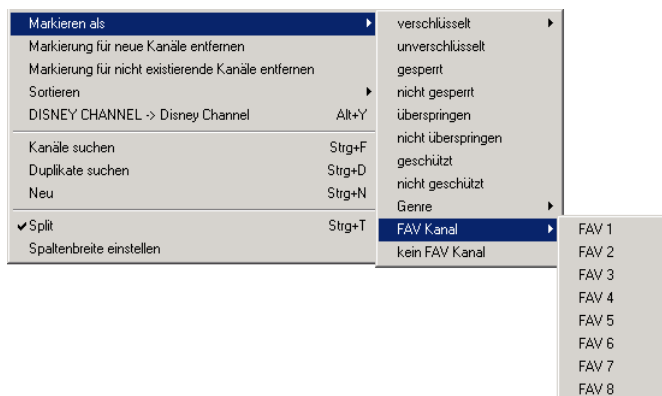 Markieren als
Markierung für neue Kanäle entfernen
Markierung für nicht existierende Kanäle entfernen
Sortieren
DISNEY CHANNEL -> Disney Channel Alt+Y
Kanäle suchen Strg+F
Duplikate suchen Strg+D
Neu Strg+N
Split Strg+T
Spaltenbreite einstellen
verschlüsselt
unverschlüsselt
gesperrt
nicht gesperrt
überspringen
nicht überspringen
geschützt
nicht geschützt
Genre
FAV Kanal
kein FAV Kanal
FAV 1
FAV 2
FAV 3
FAV 4
FAV 5
FAV 6
FAV 7
FAV 8